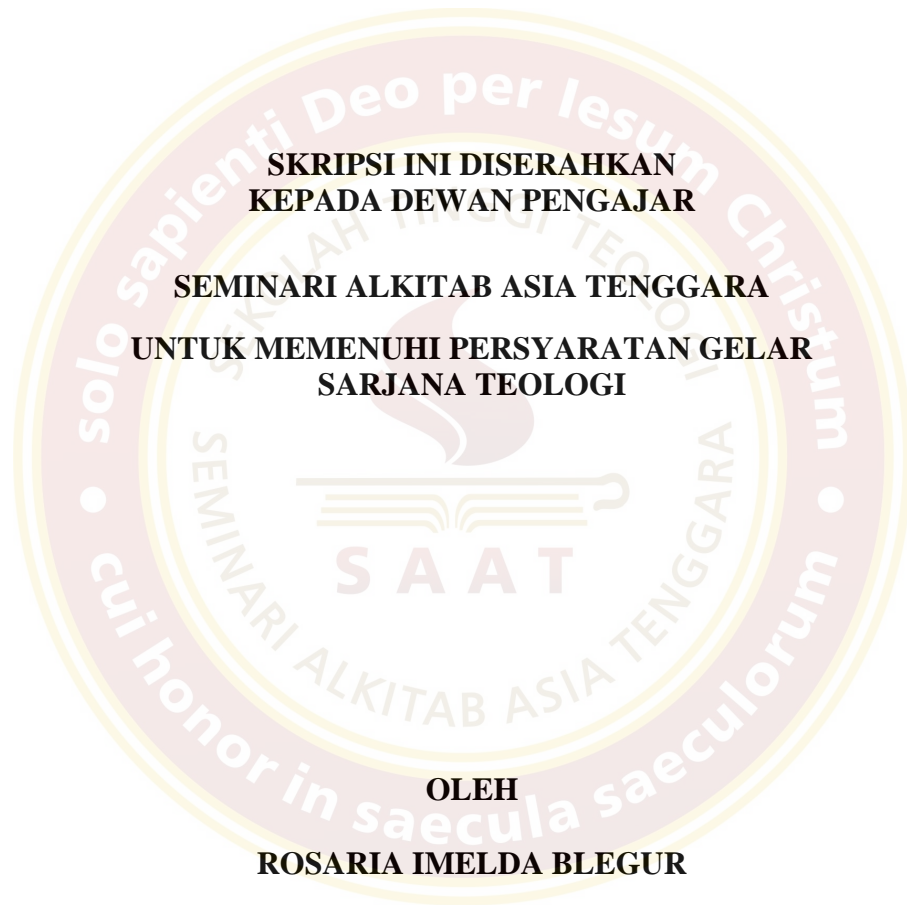 SKRIPSI INI DISERAHKAN
KEPADA DEWAN PENGAJAR
SEMINARI ALKITAB ASIA TENGGARA
UNTUK MEMENUHI PERSYARATAN GELAR
SARJANA TEOLOGI
OLEH
ROSARIA IMELDA BLEGUR
solo sapienti Deo per Iesum Christum
cui honor in saecula saeculorum
SEKOLAH TINGGI TEOLOGI
SEMINARI ALKITAB ASIA TENGGARA
SAAT